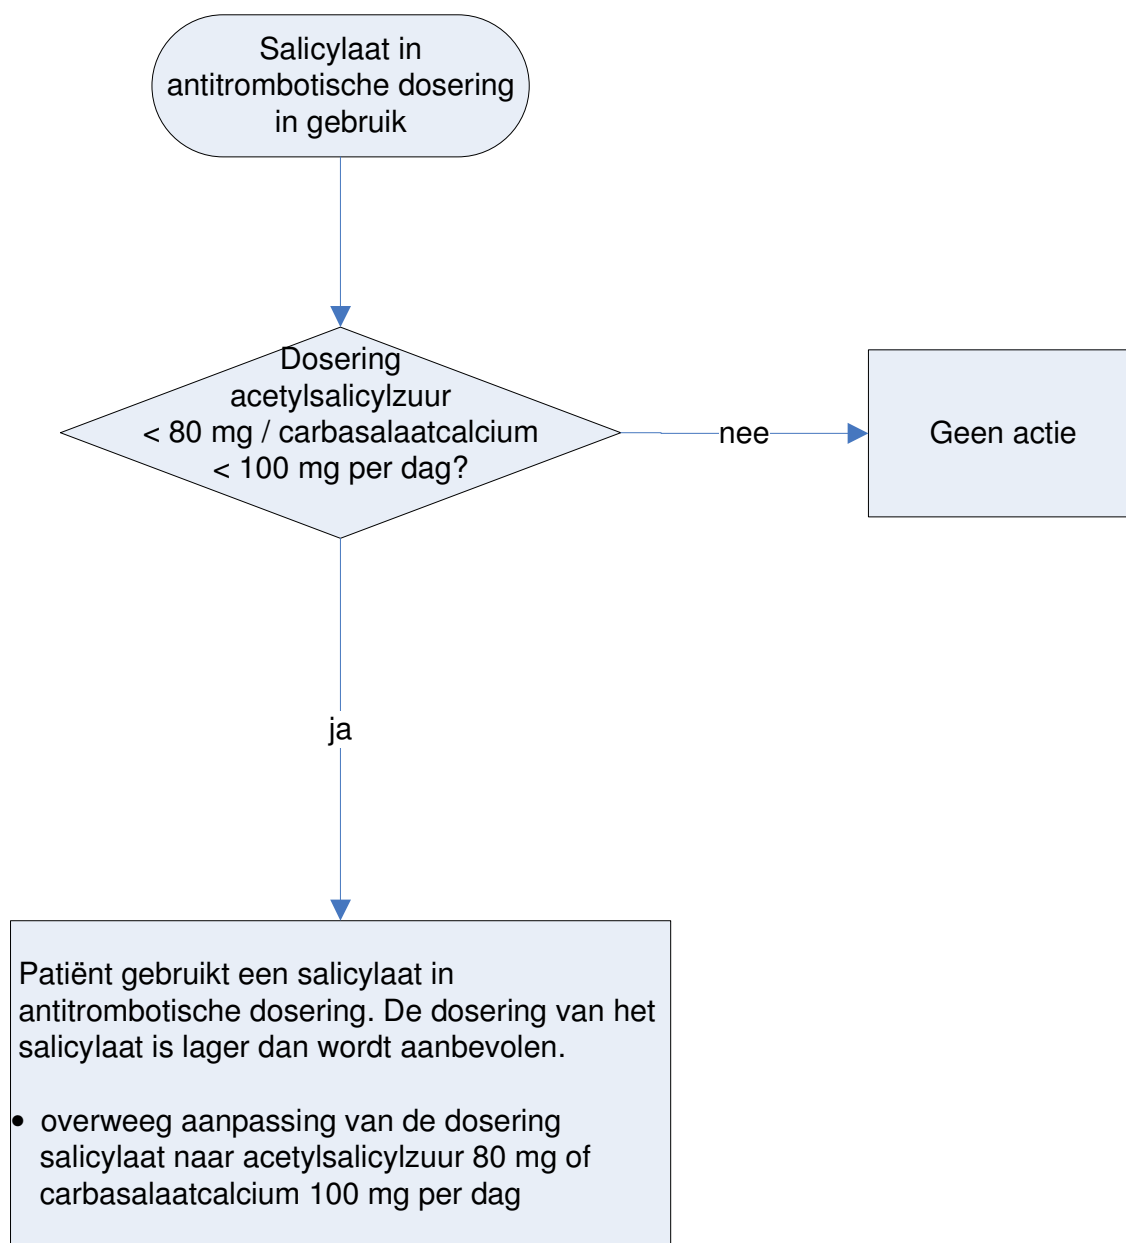 Salicylaat in
antitrombotische dosering
in gebruik
Dosering
acetylsalicylzuur
< 80 mg / carbasalaatcalcium
< 100 mg per dag?
nee
Geen actie
ja
Patiënt gebruikt een salicylaat in
antitrombotische dosering. De dosering van het
salicylaat is lager dan wordt aanbevolen.
• overweeg aanpassing van de dosering
salicylaat naar acetylsalicylzuur 80 mg of
carbasalaatcalcium 100 mg per dag